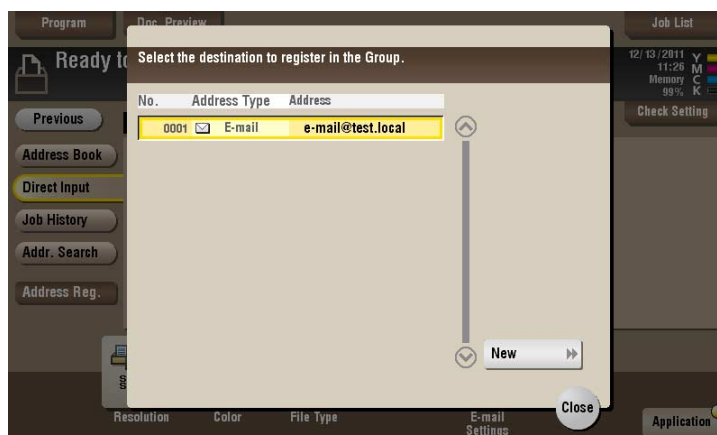 Program
Doc. Preview
Job List
Ready to
Select the destination to register in the Group.
12/13/2011
11:26
Memory
99%
Y
M
C
K
No. Address Type Address
Check Setting
Previous
0001 E-mail e-mail@test.local
Address Book
Direct Input
Job History
Addr. Search
Address Reg.
New
Close
Resolution
Color
File Type
E-mail
Settings
Application